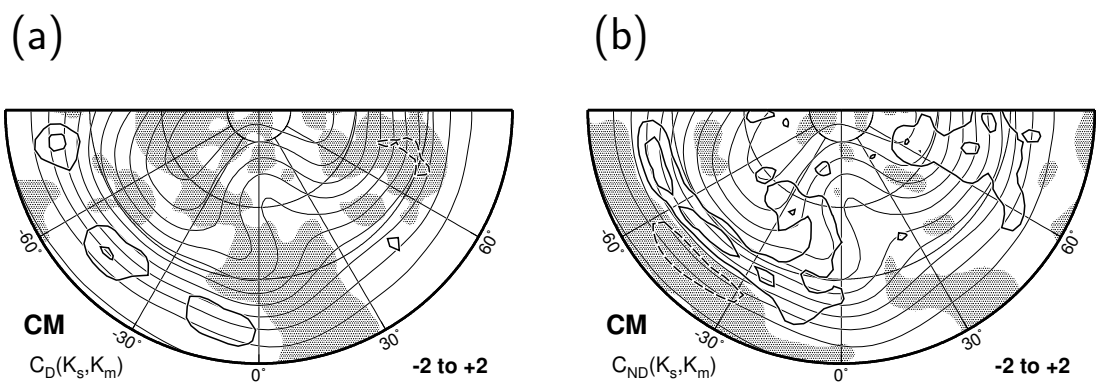 (a)
(b)
-60°
-30°
0°
30°
60°
CM
C_D(K_s,K_m)
-2 to +2
-60°
-30°
0°
30°
60°
CM
C_ND(K_s,K_m)
-2 to +2